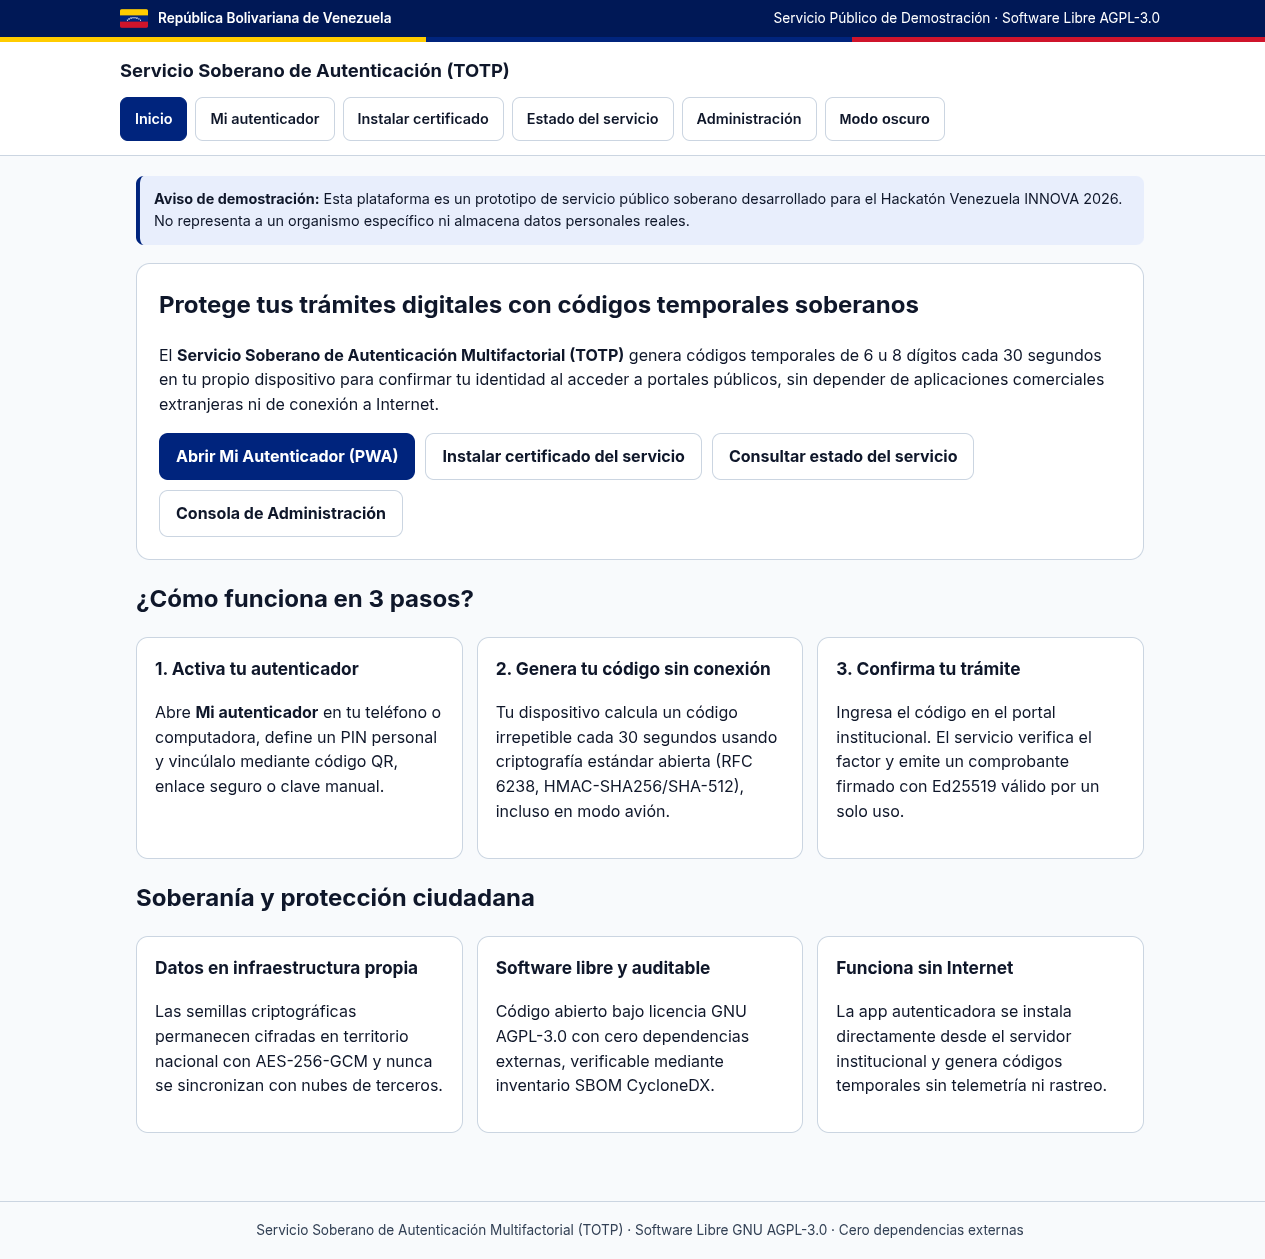 República Bolivariana de Venezuela
Servicio Público de Demostración · Software Libre AGPL-3.0
Servicio Soberano de Autenticación (TOTP)
Inicio
Mi autenticador
Instalar certificado
Estado del servicio
Administración
Modo oscuro
Aviso de demostración: Esta plataforma es un prototipo de servicio público soberano desarrollado para el Hackatón Venezuela INNOVA 2026.
No representa a un organismo específico ni almacena datos personales reales.
Protege tus trámites digitales con códigos temporales soberanos
El Servicio Soberano de Autenticación Multifactorial (TOTP) genera códigos temporales de 6 u 8 dígitos cada 30 segundos
en tu propio dispositivo para confirmar tu identidad al acceder a portales públicos, sin depender de aplicaciones comerciales
extranjeras ni de conexión a Internet.
Abrir Mi Autenticador (PWA)
Instalar certificado del servicio
Consultar estado del servicio
Consola de Administración
¿Cómo funciona en 3 pasos?
1. Activa tu autenticador
Abre Mi autenticador en tu teléfono o
computadora, define un PIN personal
y vincúlalo mediante código QR,
enlace seguro o clave manual.
2. Genera tu código sin conexión
Tu dispositivo calcula un código
irrepetible cada 30 segundos usando
criptografía estándar abierta (RFC
6238, HMAC-SHA256/SHA-512),
incluso en modo avión.
3. Confirma tu trámite
Ingresa el código en el portal
institucional. El servicio verifica el
factor y emite un comprobante
firmado con Ed25519 válido por un
solo uso.
Soberanía y protección ciudadana
Datos en infraestructura propia
Las semillas criptográficas
permanecen cifradas en territorio
nacional con AES-256-GCM y nunca
se sincronizan con nubes de terceros.
Software libre y auditable
Código abierto bajo licencia GNU
AGPL-3.0 con cero dependencias
externas, verificable mediante
inventario SBOM CycloneDX.
Funciona sin Internet
La app autenticadora se instala
directamente desde el servidor
institucional y genera códigos
temporales sin telemetría ni rastreo.
Servicio Soberano de Autenticación Multifactorial (TOTP) · Software Libre GNU AGPL-3.0 · Cero dependencias externas